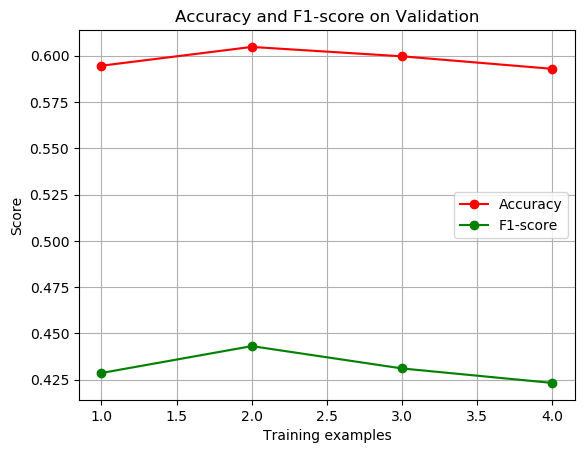 Accuracy and F1-score on Validation
0.600
0.575
0.550
0.525
0.500
0.475
0.450
0.425
Score
Accuracy
F1-score
1.0 1.5 2.0 2.5 3.0 3.5 4.0
Training examples